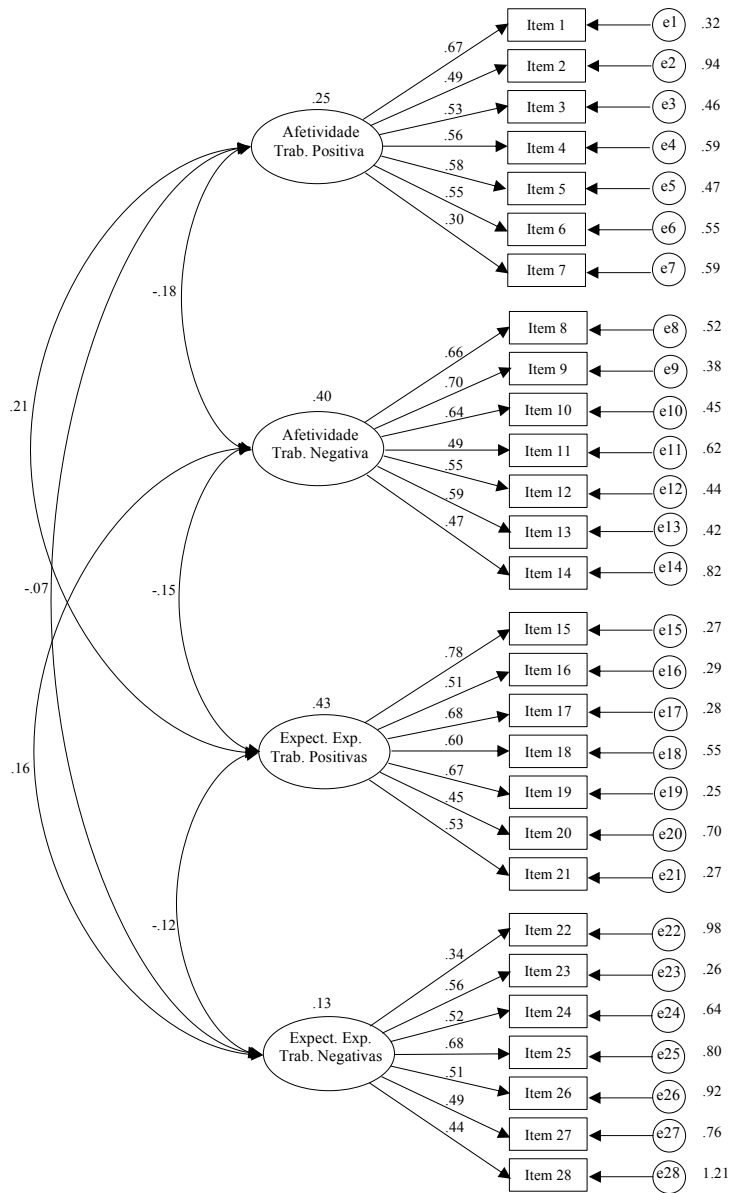 Item 1
e1
.32
.67
Item 2
e2
.94
.49
.25
Item 3
e3
.46
.53
Afetividade
Trab. Positiva
Item 4
e4
.59
.56
Item 5
e5
.47
.58
Item 6
e6
.55
.55
Item 7
e7
.59
.30
-.18
Item 8
e8
.52
.66
Item 9
e9
.38
.70
.40
Item 10
e10
.45
.64
.21
Afetividade
Trab. Negativa
Item 11
e11
.62
49
Item 12
e12
.44
.55
Item 13
e13
.42
.59
Item 14
e14
.82
.47
-.07
-.15
Item 15
e15
.27
.78
Item 16
e16
.29
.51
.43
Item 17
e17
.28
.68
Expect. Exp.
Trab. Positivas
Item 18
e18
.55
.60
.16
Item 19
e19
.25
.67
Item 20
e20
.70
.45
Item 21
e21
.27
.53
-.12
Item 22
e22
.98
.34
Item 23
e23
.26
.56
.13
Item 24
e24
.64
.52
Expect. Exp.
Trab. Negativas
Item 25
e25
.80
.68
Item 26
e26
.92
.51
Item 27
e27
.76
.49
Item 28
e28
1.21
.44